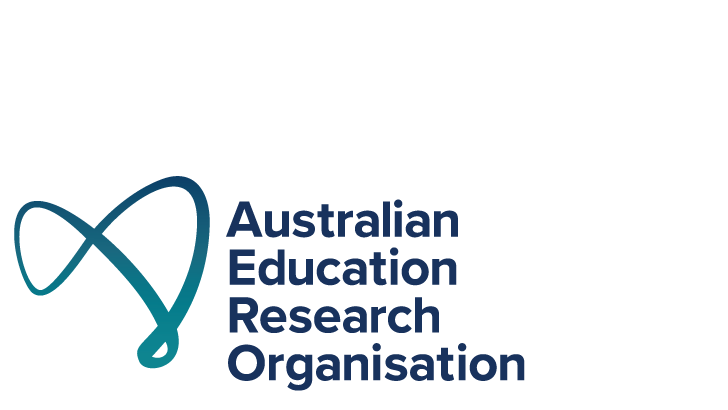 Australian
Education
Research
Organisation